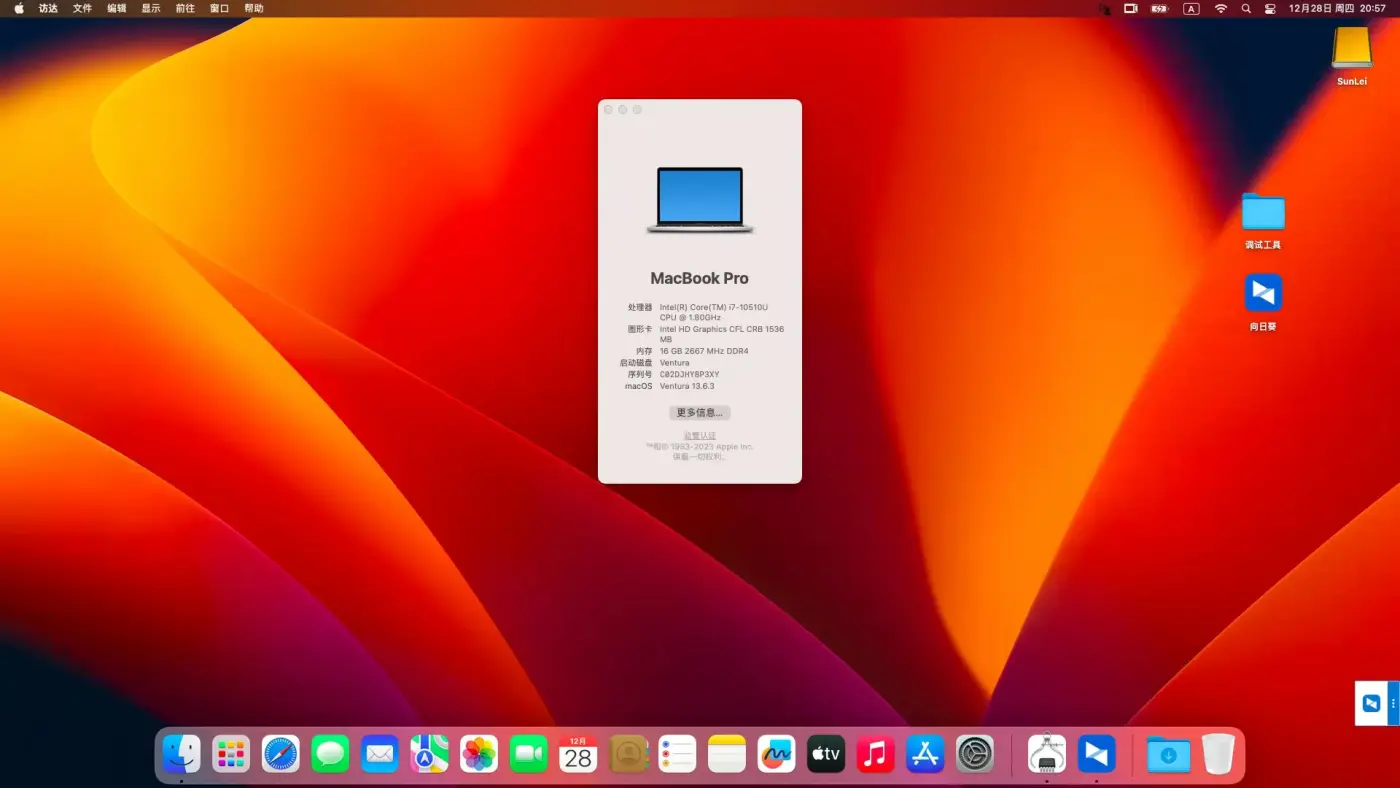 访达 文件 编辑 显示 前往 窗口 帮助
A
12月28日 周四 20:57
SunLei
调试工具
向日葵
MacBook Pro
处理器 Intel(R) Core(TM) i7-10510U
CPU @ 1.80GHz
图形卡 Intel HD Graphics CFL CRB 1536
MB
内存 16 GB 2667 MHz DDR4
启动磁盘 Ventura
序列号 C02DJHY8P3XY
macOS Ventura 13.6.3
更多信息...
监管认证
™和© 1983-2023 Apple Inc.
保留一切权利。
12月
28
tv